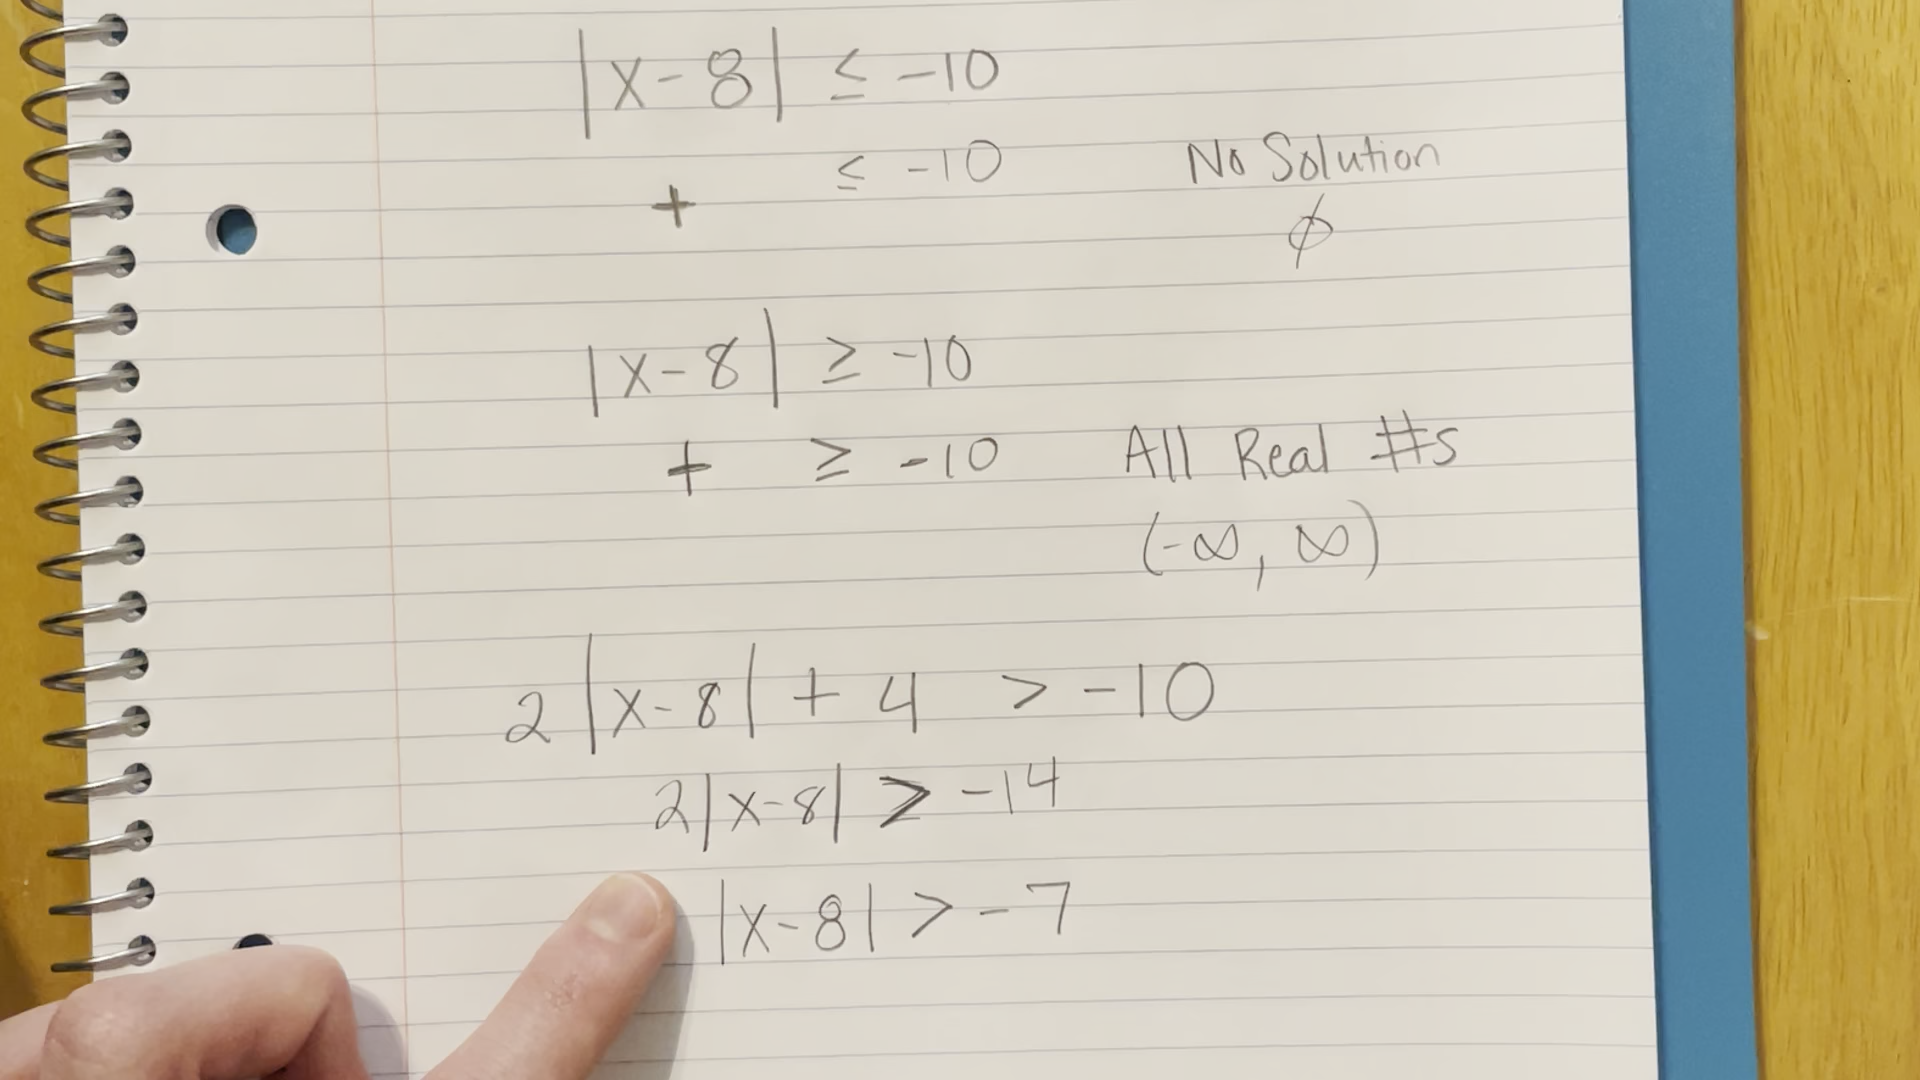 |x-8| ≤ -10
+ ≤ -10 No Solution
∅
|x-8| ≥ -10
+ ≥ -10 All Real #s
(-∞, ∞)
2|x-8| + 4 > -10
2|x-8| > -14
|x-8| > -7